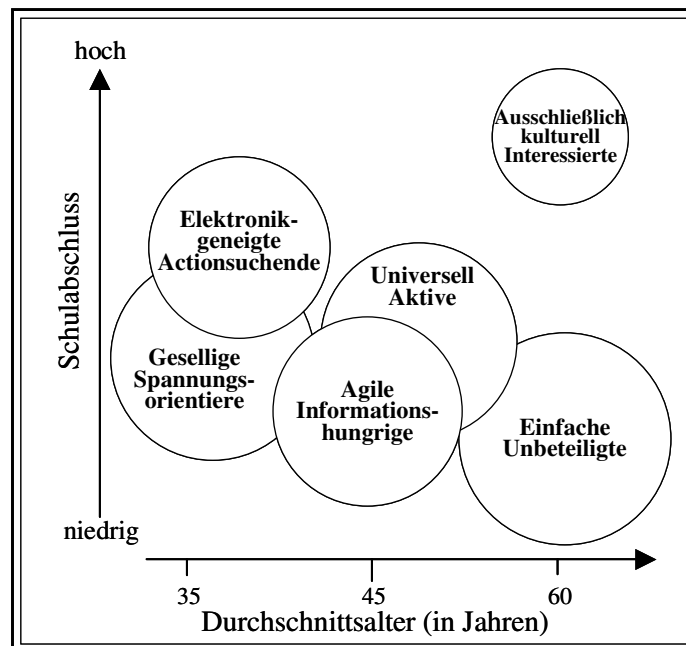 hoch
Ausschließlich
kulturell
Interessierte
Elektronik-
geneigte
Actionsuchende
Universell
Aktive
Gesellige
Spannungs-
orientiere
Agile
Informations-
hungrige
Einfache
Unbeteiligte
Schulabschluss
niedrig
35
45
60
Durchschnittsalter (in Jahren)